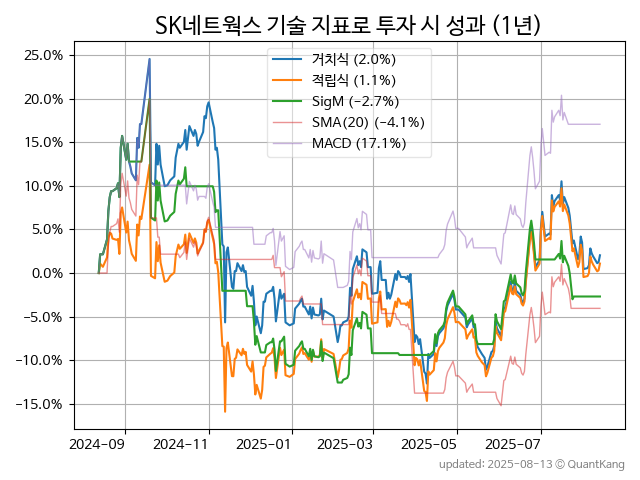 SK네트웍스 기술 지표로 투자 시 성과 (1년)
거치식 (2.0%)
적립식 (1.1%)
SigM (−2.7%)
SMA(20) (−4.1%)
MACD (17.1%)
25.0%
20.0%
15.0%
10.0%
5.0%
0.0%
−5.0%
−10.0%
−15.0%
2024-09 2024-11 2025-01 2025-03 2025-05 2025-07
updated: 2025-08-13 ⓒ QuantKang